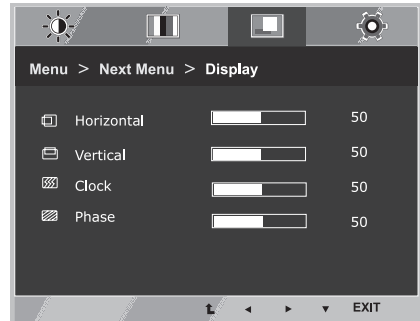 Menu > Next Menu > Display
Horizontal 50
Vertical 50
Clock 50
Phase 50
EXIT